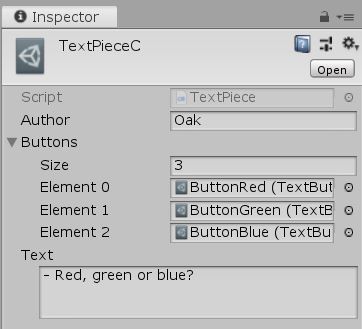 Inspector
TextPieceC
Open
Script TextPiece
Author Oak
Buttons
Size 3
Element 0 ButtonRed (TextBut
Element 1 ButtonGreen (TextB
Element 2 ButtonBlue (TextBu
Text
- Red, green or blue?